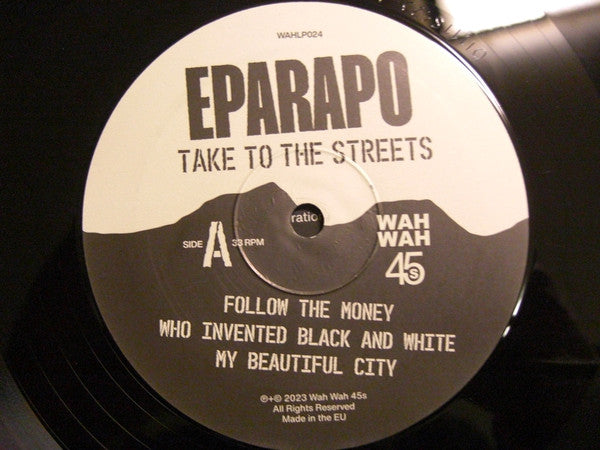 WAHLP024
EPARAPO
TAKE TO THE STREETS
ratio
SIDE A 33 RPM
WAH
WAH
45s
FOLLOW THE MONEY
WHO INVENTED BLACK AND WHITE
MY BEAUTIFUL CITY
℗+© 2023 Wah Wah 45s
All Rights Reserved
Made in the EU